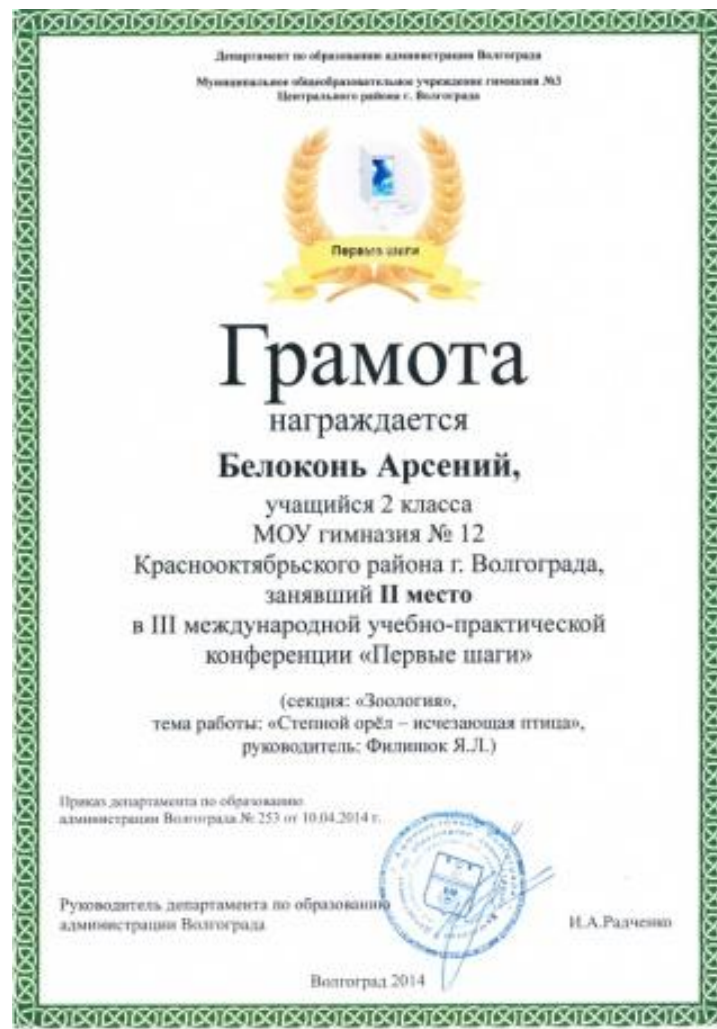 Департамент по образованию администрации Волгограда
Муниципальное общеобразовательное учреждение гимназия №3
Центрального района г. Волгограда
Первые шаги
Грамота
награждается
Белоконь Арсений,
учащийся 2 класса
МОУ гимназия № 12
Краснооктябрьского района г. Волгограда,
занявший II место
в III международной учебно-практической
конференции «Первые шаги»
(секция: «Зоология»,
тема работы: «Степной орёл – исчезающая птица»,
руководитель: Филинюк Я.Л.)
Приказ департамента по образованию
администрации Волгограда № 253 от 10.04.2014 г.
Руководитель департамента по образованию
администрации Волгограда
И.А.Радченко
Волгоград 2014